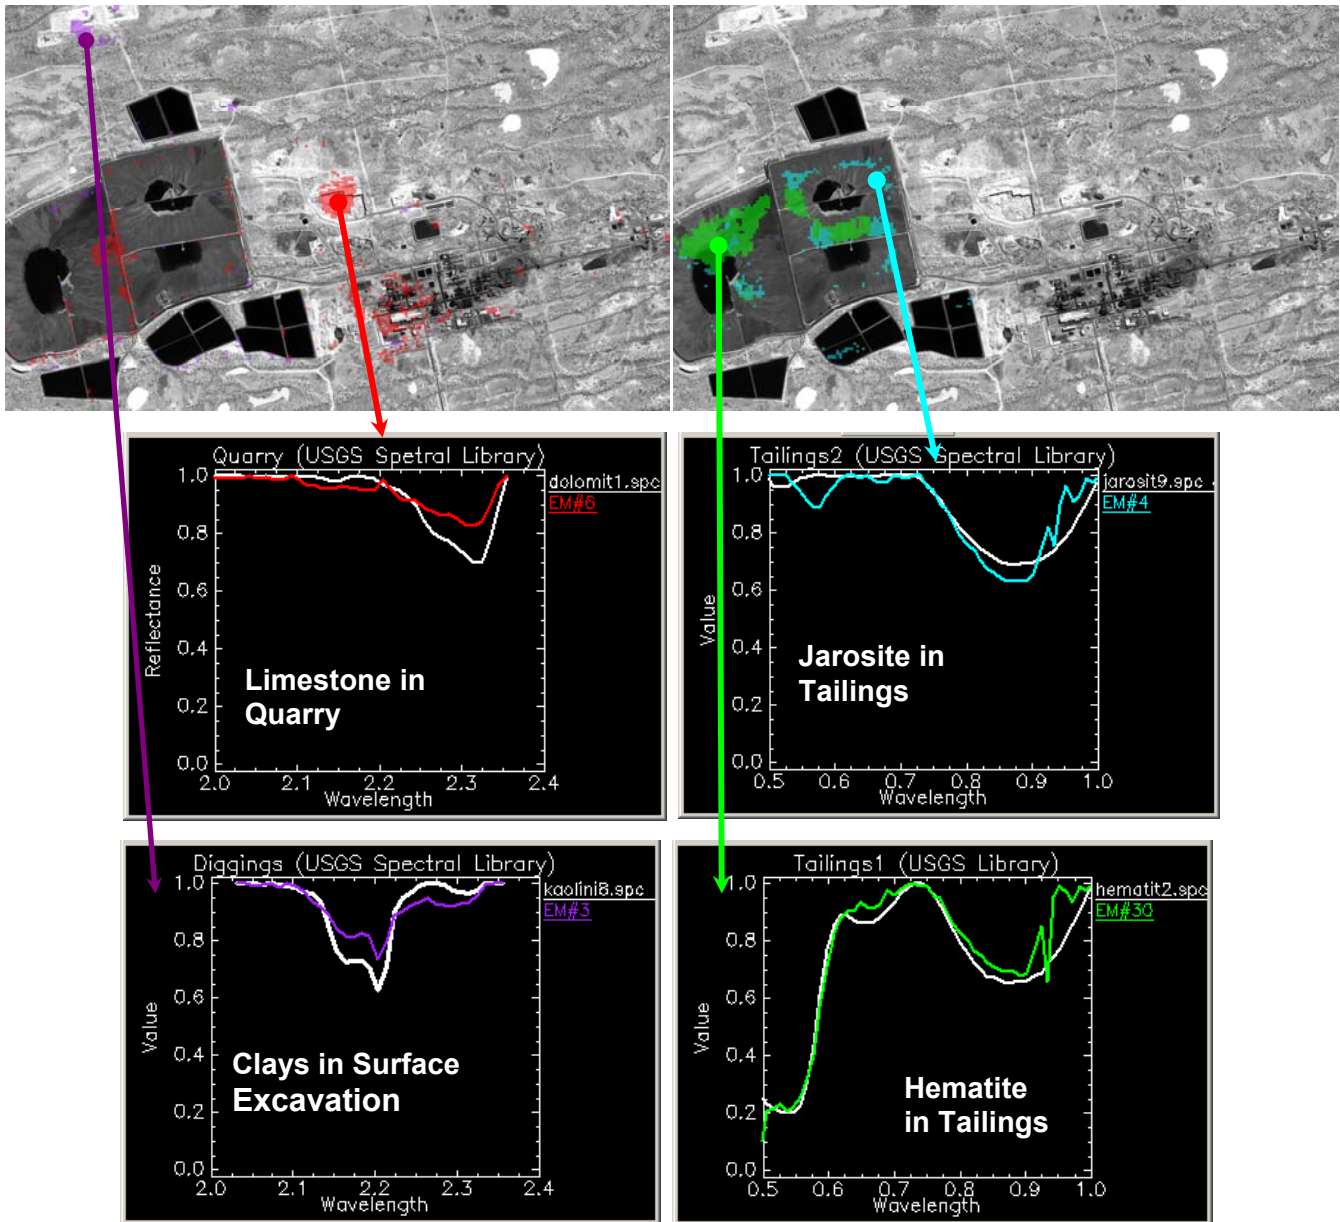 Quarry (USGS Spetral Library)
dolomit1.spc
EM#6
1.0
0.8
0.6
0.4
0.2
0.0
Reflectance
Limestone in
Quarry
2.0
2.1
2.2
2.3
2.4
Wavelength
Tailings2 (USGS Spectral Library)
jarosit9.spc
EM#4
1.0
0.8
0.6
0.4
0.2
0.0
Value
Jarosite in
Tailings
0.5
0.6
0.7
0.8
0.9
1.0
Wavelength
Diggings (USGS Spectral Library)
kaolini8.spc
EM#3
1.0
0.8
0.6
0.4
0.2
0.0
Value
Clays in Surface
Excavation
2.0
2.1
2.2
2.3
2.4
Wavelength
Tailings1 (USGS Library)
hematit2.spc
EM#30
1.0
0.8
0.6
0.4
0.2
0.0
Value
Hematite
in Tailings
0.5
0.6
0.7
0.8
0.9
1.0
Wavelength